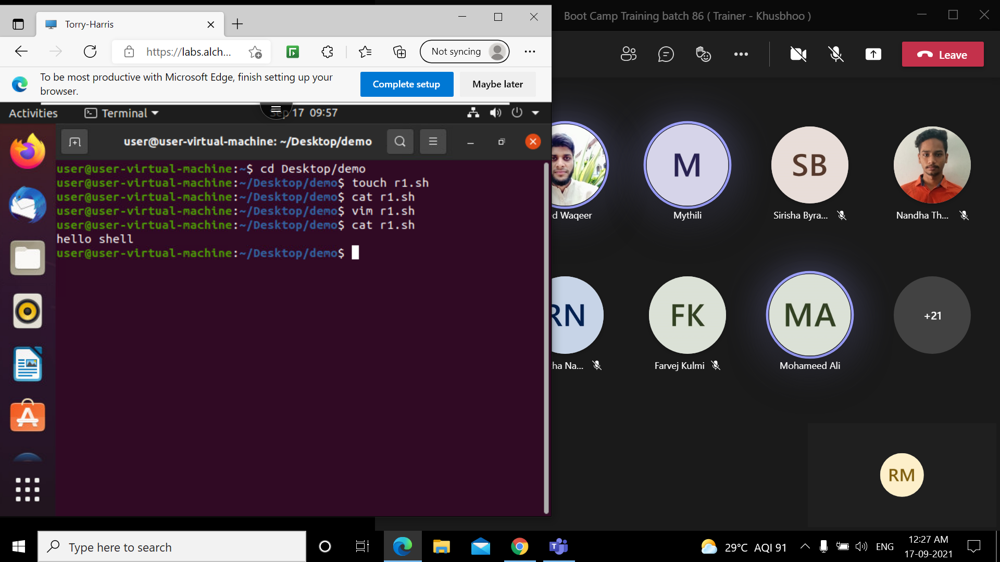 Torry-Harris
Boot Camp Training batch 86 ( Trainer - Khusbhoo )
https://labs.alch...
Not syncing
Leave
To be most productive with Microsoft Edge, finish setting up your
browser.
Complete setup
Maybe later
Activities
Terminal
Sep 17 09:57
user@user-virtual-machine: ~/Desktop/demo
user@user-virtual-machine:~$ cd Desktop/demo
user@user-virtual-machine:~/Desktop/demo$ touch r1.sh
user@user-virtual-machine:~/Desktop/demo$ cat r1.sh
user@user-virtual-machine:~/Desktop/demo$ vim r1.sh
user@user-virtual-machine:~/Desktop/demo$ cat r1.sh
hello shell
user@user-virtual-machine:~/Desktop/demo$
M
SB
d Waqeer
Mythili
Sirisha Byra...
Nandha Th...
RN
FK
MA
+21
ha Na...
Farvej Kulmi
Mohameed Ali
RM
Type here to search
T
29°C AQI 91
ENG
12:27 AM
17-09-2021